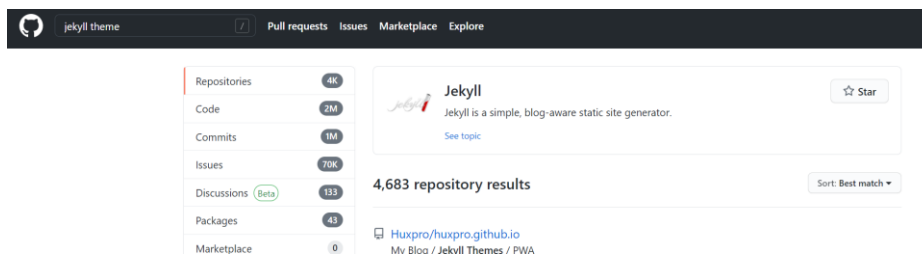 jekyll theme / Pull requests Issues Marketplace Explore
Repositories 4K
Code 2M
Commits 1M
Issues 70K
Discussions Beta 133
Packages 43
Marketplace 0
jekyll
Jekyll
Star
Jekyll is a simple, blog-aware static site generator.
See topic
4,683 repository results
Sort: Best match
Huxpro/huxpro.github.io
My Blog / Jekyll Themes / PWA